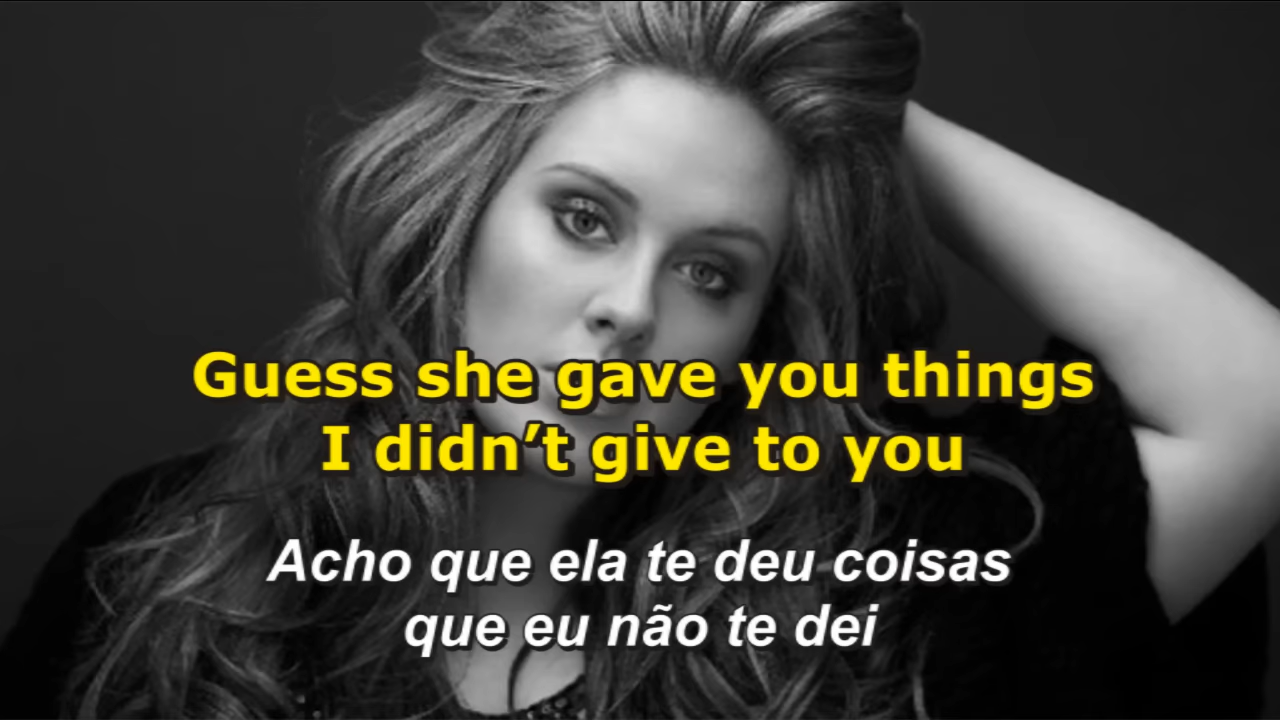 Guess she gave you things
I didn’t give to you
Acho que ela te deu coisas
que eu não te dei